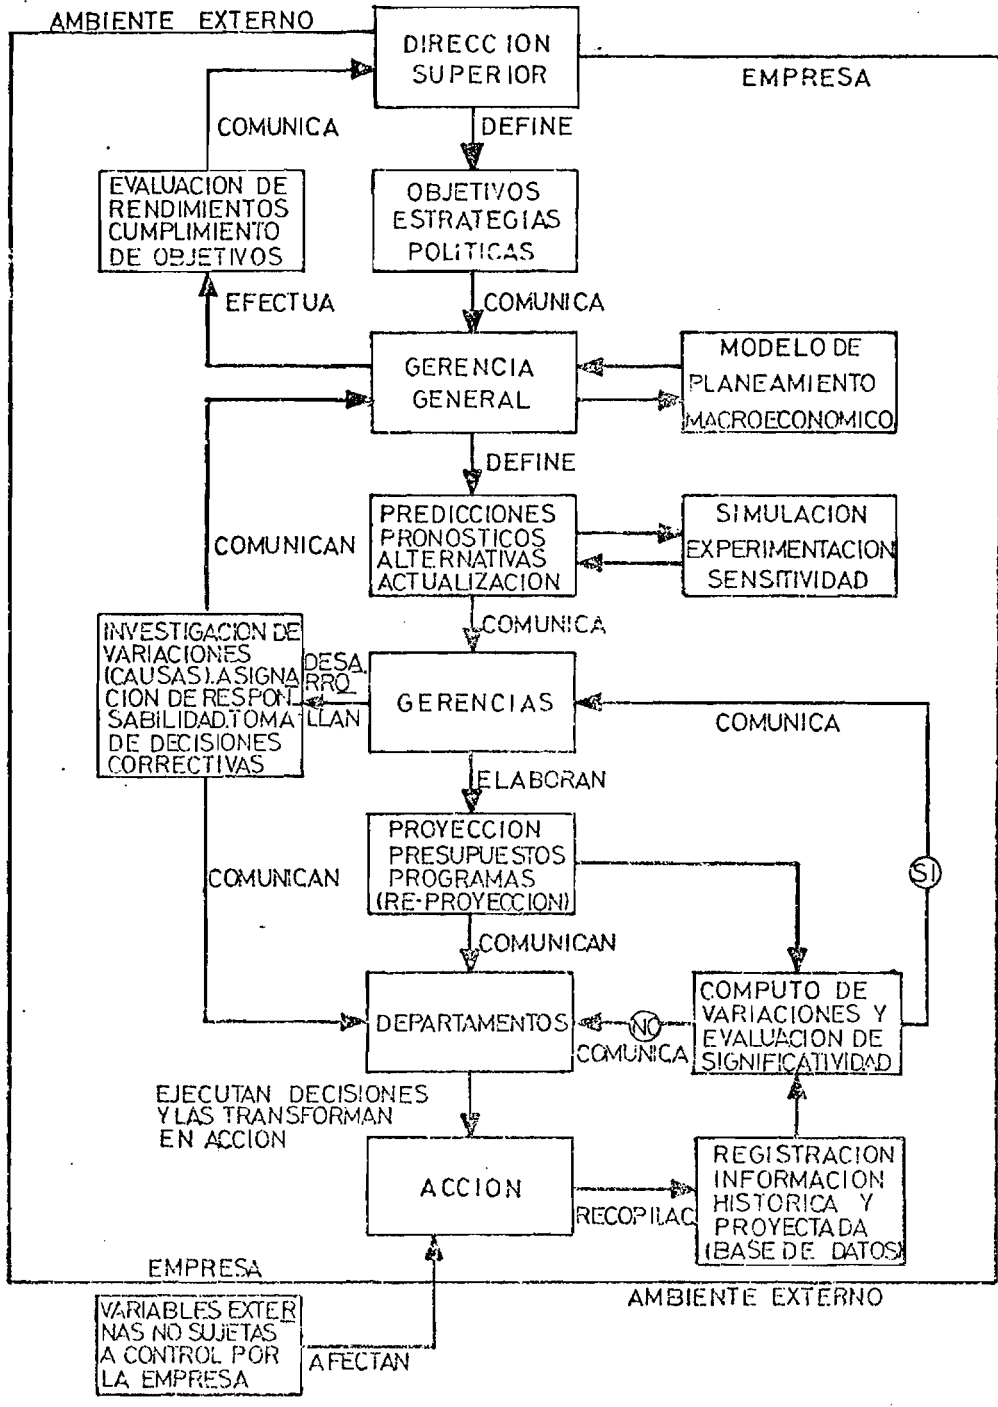 AMBIENTE EXTERNO
DIRECCION
SUPERIOR
EMPRESA
COMUNICA
DEFINE
EVALUACION DE
RENDIMIENTOS
CUMPLIMIENTO
DE OBJETIVOS
OBJETIVOS
ESTRATEGIAS
POLITICAS
EFECTUA
COMUNICA
GERENCIA
GENERAL
MODELO DE
PLANEAMIENTO
MACROECONOMICO
DEFINE
COMUNICAN
PREDICCIONES
PRONOSTICOS
ALTERNATIVAS
ACTUALIZACION
SIMULACION
EXPERIMENTACION
SENSITIVIDAD
COMUNICA
INVESTIGACION DE
VARIACIONES
(CAUSAS).ASIGNA
CION DE RESPON_
SABILIDAD.TOMA
DE DECISIONES
CORRECTIVAS
DESA.
RRO_
LLAN
GERENCIAS
COMUNICA
ELABORAN
PROYECCION
PRESUPUESTOS
PROGRAMAS
(RE-PROYECCION)
SI
COMUNICAN
COMUNICAN
DEPARTAMENTOS
NO
COMUNICA
COMPUTO DE
VARIACIONES Y
EVALUACION DE
SIGNIFICATIVIDAD
EJECUTAN DECISIONES
Y LAS TRANSFORMAN
EN ACCION
ACCION
RECOPILAC
REGISTRACION
INFORMACION
HISTORICA Y
PROYECTADA
(BASE DE DATOS)
EMPRESA
AMBIENTE EXTERNO
VARIABLES EXTER
NAS NO SUJETAS
A CONTROL POR
LA EMPRESA
AFECTAN